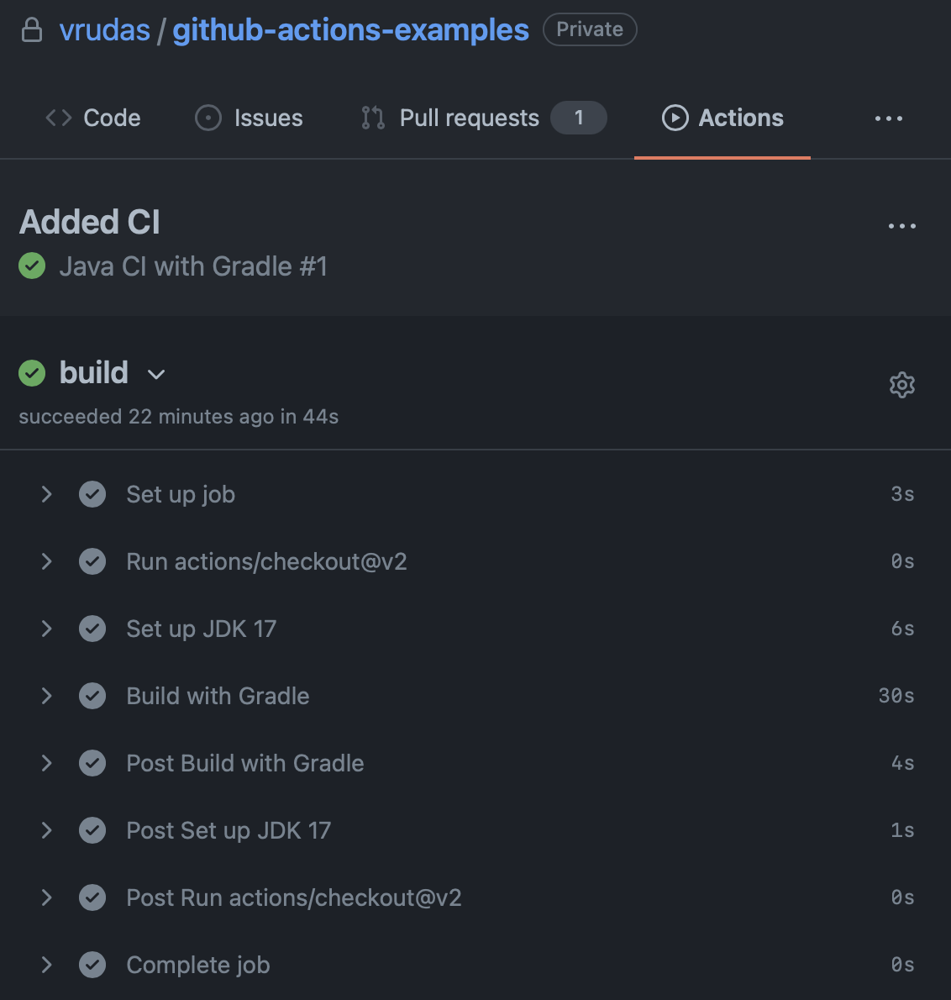 vrudas / github-actions-examples Private
Code Issues Pull requests 1 Actions ...
Added CI ...
Java CI with Gradle #1
build
succeeded 22 minutes ago in 44s
Set up job 3s
Run actions/checkout@v2 0s
Set up JDK 17 6s
Build with Gradle 30s
Post Build with Gradle 4s
Post Set up JDK 17 1s
Post Run actions/checkout@v2 0s
Complete job 0s